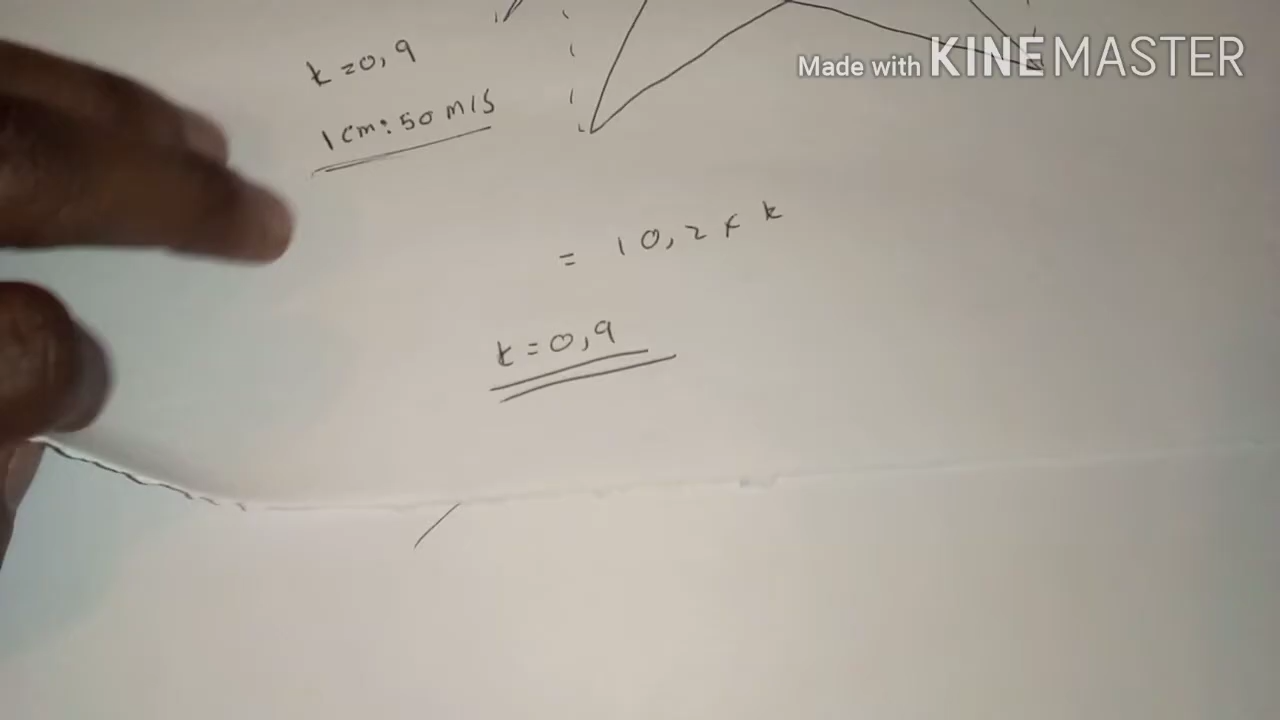 Made with KINEMASTER
k=0,9
1cm:50 m/s
= 10,2 x k
k=0,9